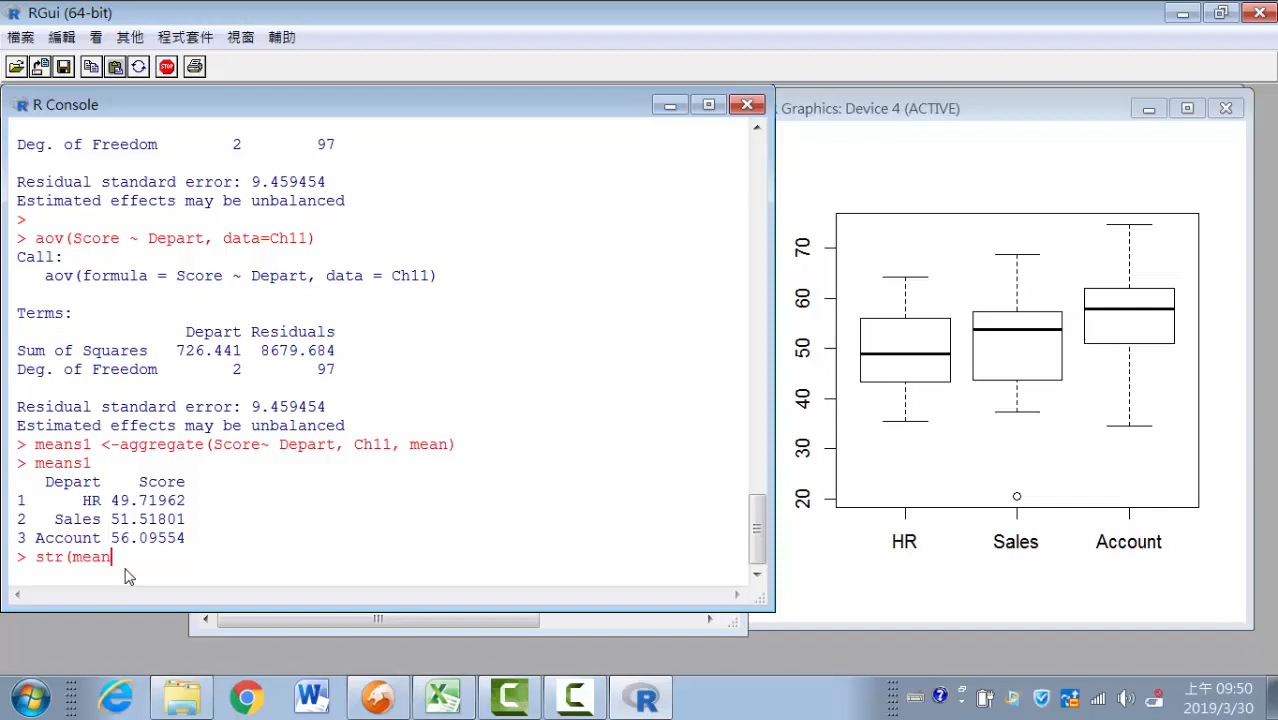 RGui (64-bit)
檔案 編輯 看 其他 程式套件 視窗 輔助
STOP
R Console
Deg. of Freedom        2        97
Residual standard error: 9.459454
Estimated effects may be unbalanced
>
> aov(Score ~ Depart, data=Ch11)
Call:
   aov(formula = Score ~ Depart, data = Ch11)
Terms:
                  Depart Residuals
Sum of Squares   726.441  8679.684
Deg. of Freedom        2        97
Residual standard error: 9.459454
Estimated effects may be unbalanced
> means1 <-aggregate(Score~ Depart, Ch11, mean)
> means1
   Depart    Score
1      HR 49.71962
2   Sales 51.51801
3 Account 56.09554
> str(mean
Graphics: Device 4 (ACTIVE)
70
60
50
40
30
20
HR Sales Account
上午 09:50
2019/3/30